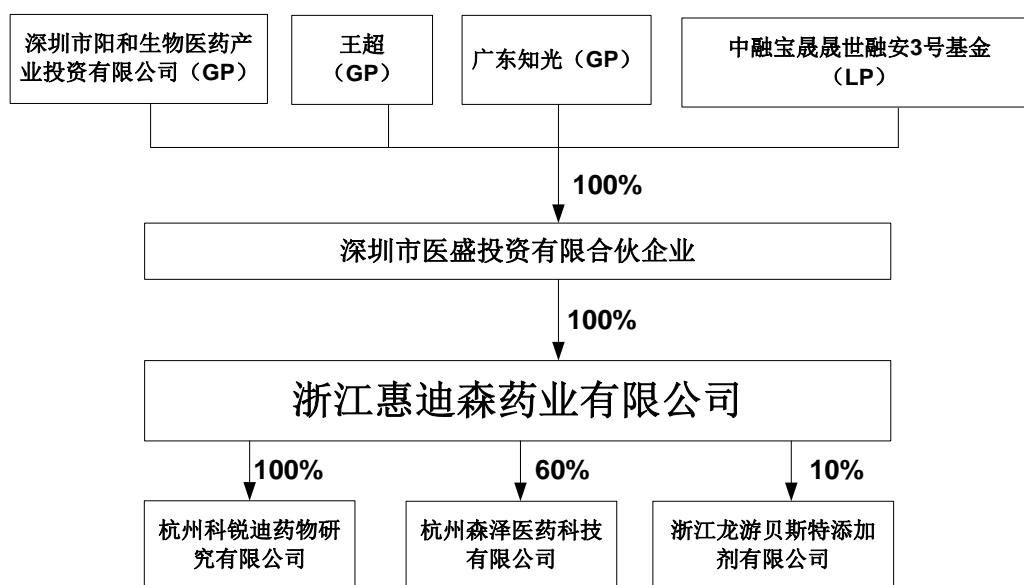 深圳市阳和生物医药产
业投资有限公司（GP）
王超
（GP）
广东知光（GP）
中融宝晟晟世融安3号基金
（LP）
100%
深圳市医盛投资有限合伙企业
100%
浙江惠迪森药业有限公司
100%
60%
10%
杭州科锐迪药物研
究有限公司
杭州森泽医药科技
有限公司
浙江龙游贝斯特添加
剂有限公司